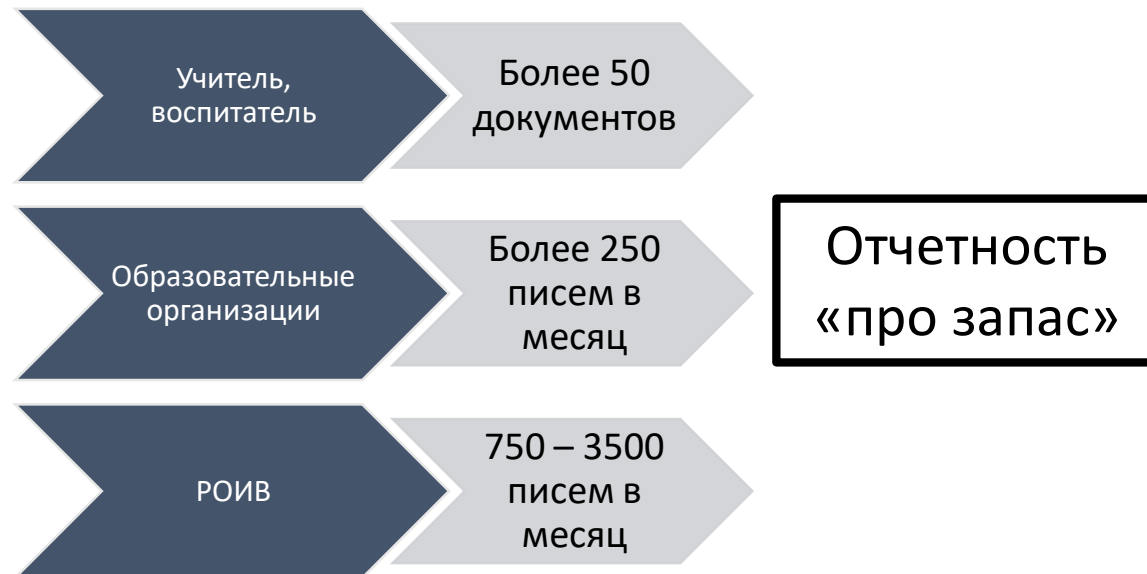 Учитель,
воспитатель
Более 50
документов
Образовательные
организации
Более 250
писем в
месяц
РОИВ
750 – 3500
писем в
месяц
Отчетность
«про запас»